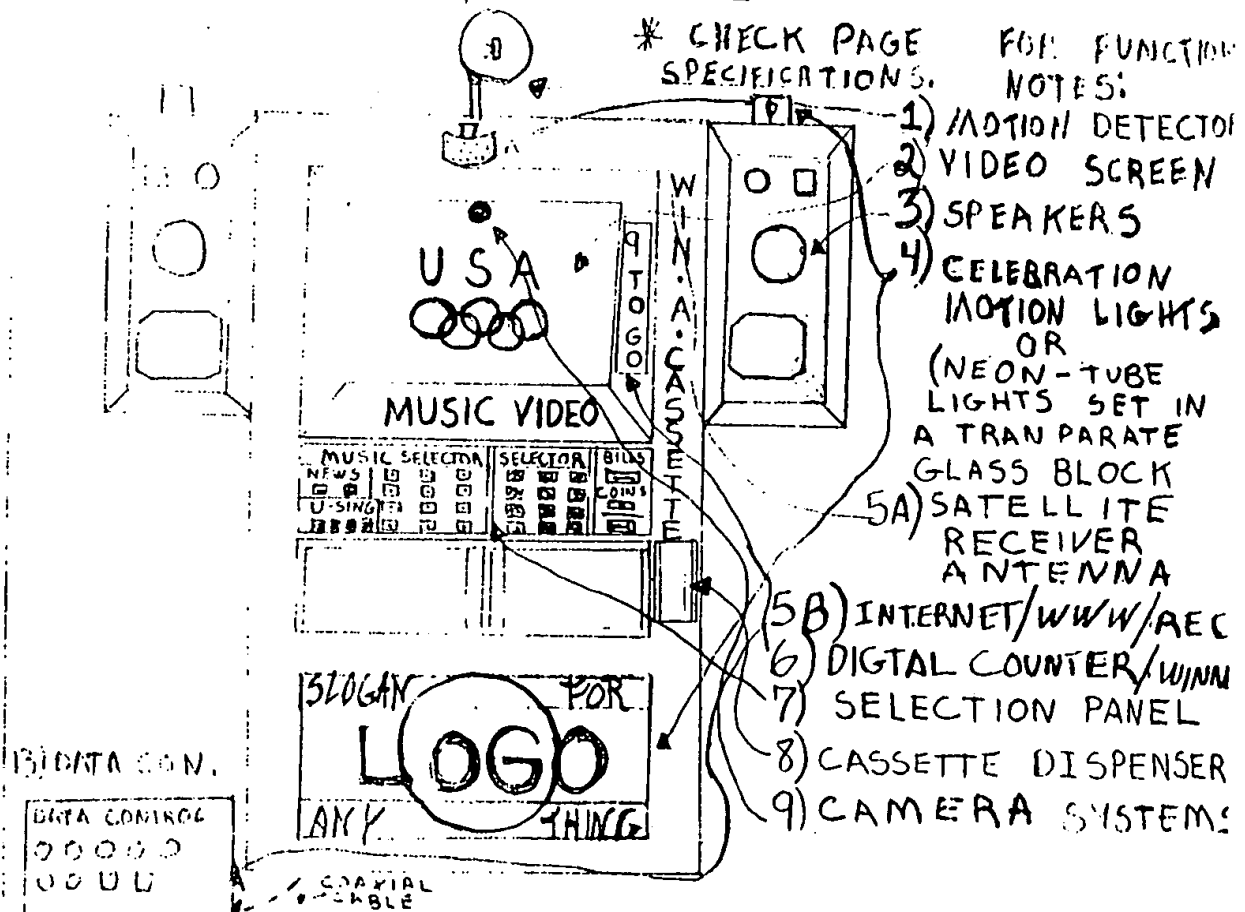 * CHECK PAGE FOR FUNCTION
SPECIFICATIONS. NOTES:
1) MOTION DETECTOR
2) VIDEO SCREEN
3) SPEAKERS
4) CELEBRATION
MOTION LIGHTS
OR
(NEON-TUBE
LIGHTS SET IN
A TRANPARATE
GLASS BLOCK
5A) SATELLITE
RECEIVER
ANTENNA
5B) INTERNET/WWW/REC
6) DIGTAL COUNTER/WINN
7) SELECTION PANEL
8) CASSETTE DISPENSER
9) CAMERA SYSTEMS
WIN·A·CASSETTE
USA
9 TO GO
MUSIC VIDEO
MUSIC SELECTOR
NEWS
U-SING
SELECTOR
BILLS
COINS
SLOGAN FOR
LOGO
ANY THING
13) DATA CON.
DATA CONTROL
COAXIAL
CABLE